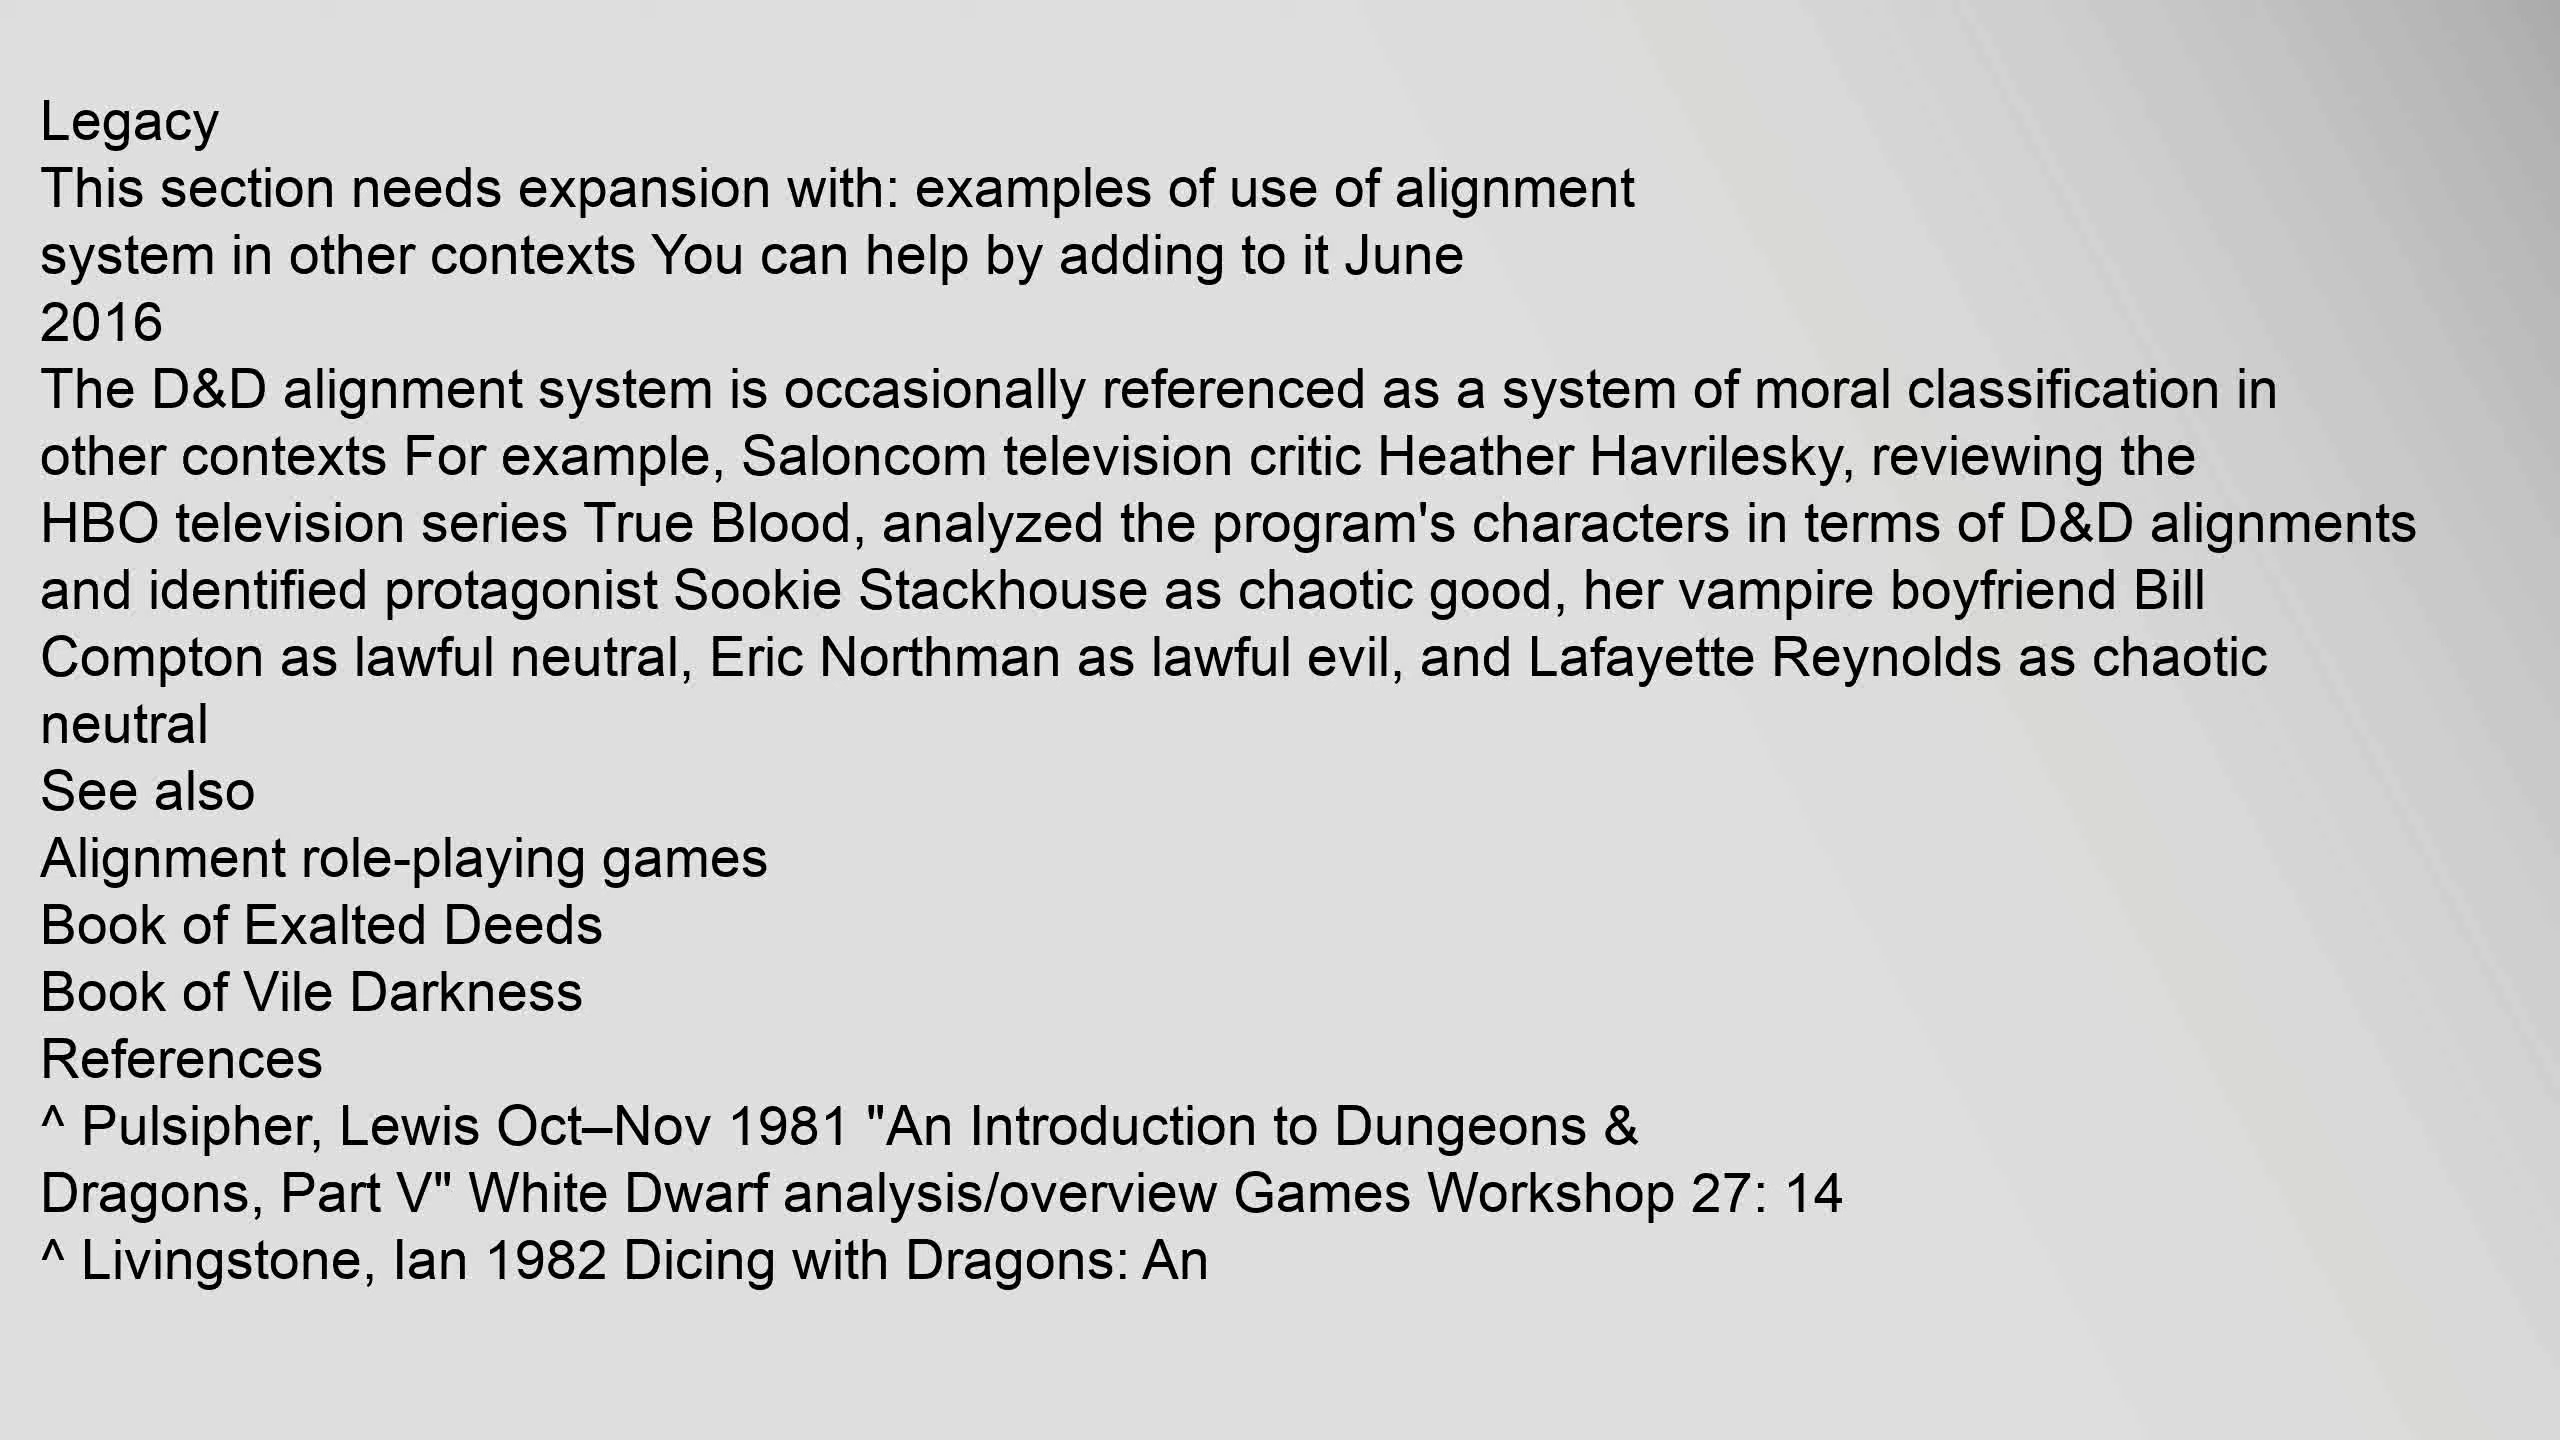 Legacy
This section needs expansion with: examples of use of alignment
system in other contexts You can help by adding to it June
2016
The D&D alignment system is occasionally referenced as a system of moral classification in
other contexts For example, Saloncom television critic Heather Havrilesky, reviewing the
HBO television series True Blood, analyzed the program's characters in terms of D&D alignments
and identified protagonist Sookie Stackhouse as chaotic good, her vampire boyfriend Bill
Compton as lawful neutral, Eric Northman as lawful evil, and Lafayette Reynolds as chaotic
neutral
See also
Alignment role-playing games
Book of Exalted Deeds
Book of Vile Darkness
References
^ Pulsipher, Lewis Oct–Nov 1981 "An Introduction to Dungeons &
Dragons, Part V" White Dwarf analysis/overview Games Workshop 27: 14
^ Livingstone, Ian 1982 Dicing with Dragons: An